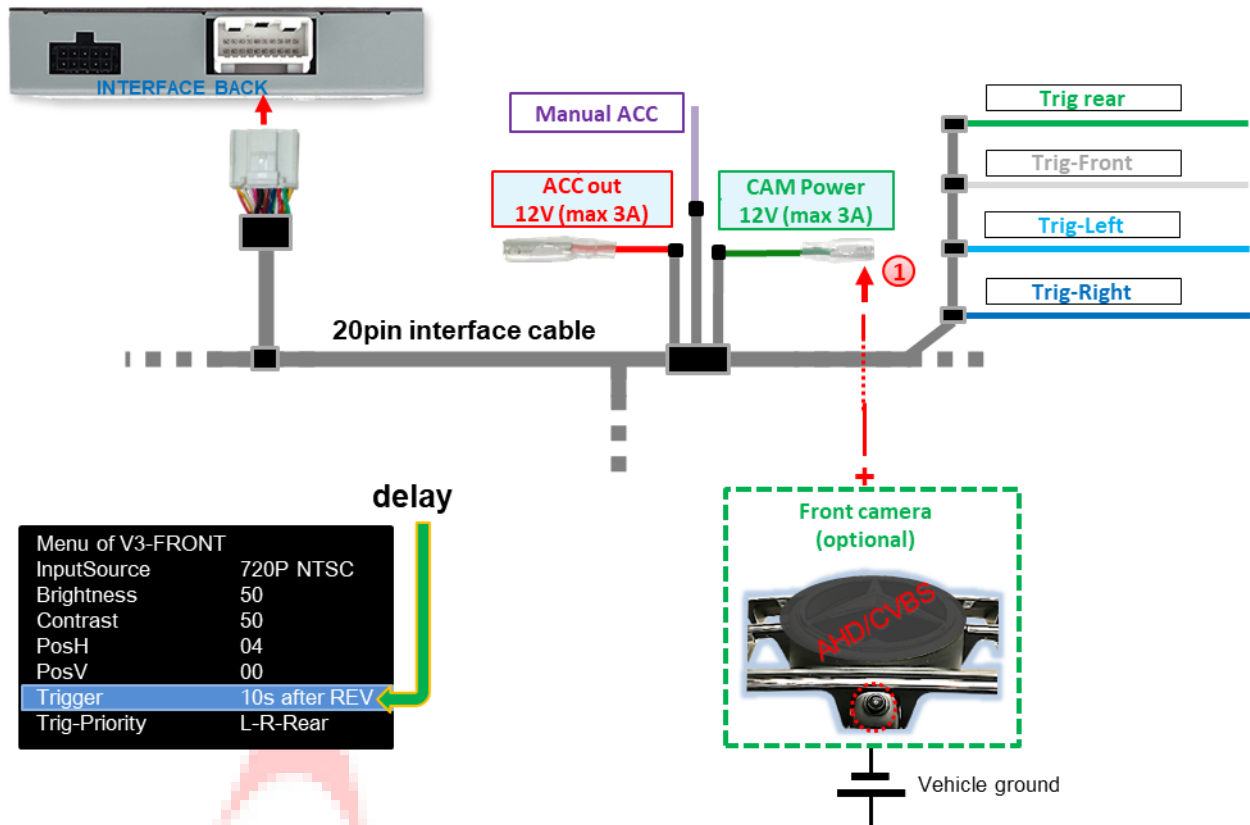 INTERFACE BACK
Manual ACC
Trig rear
Trig-Front
Trig-Left
Trig-Right
ACC out
12V (max 3A)
CAM Power
12V (max 3A)
1
20pin interface cable
delay
Menu of V3-FRONT
InputSource 720P NTSC
Brightness 50
Contrast 50
PosH 04
PosV 00
Trigger 10s after REV
Trig-Priority L-R-Rear
+
Front camera
(optional)
AHD/CVBS
Vehicle ground